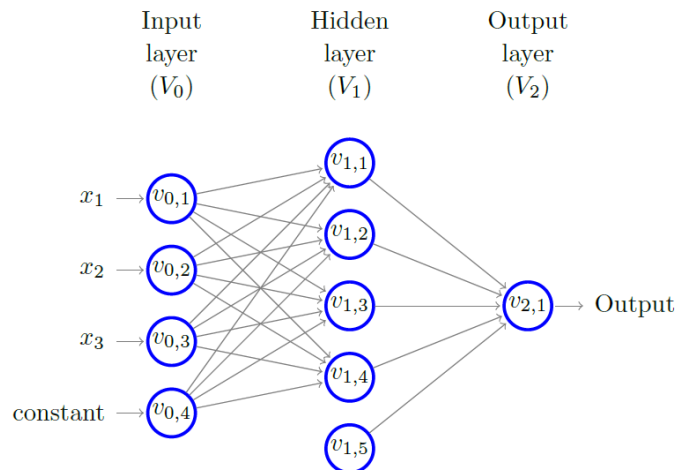 Input layer (V₀)
Hidden layer (V₁)
Output layer (V₂)
x₁
x₂
x₃
constant
v₀,₁
v₀,₂
v₀,₃
v₀,₄
v₁,₁
v₁,₂
v₁,₃
v₁,₄
v₁,₅
v₂,₁
Output